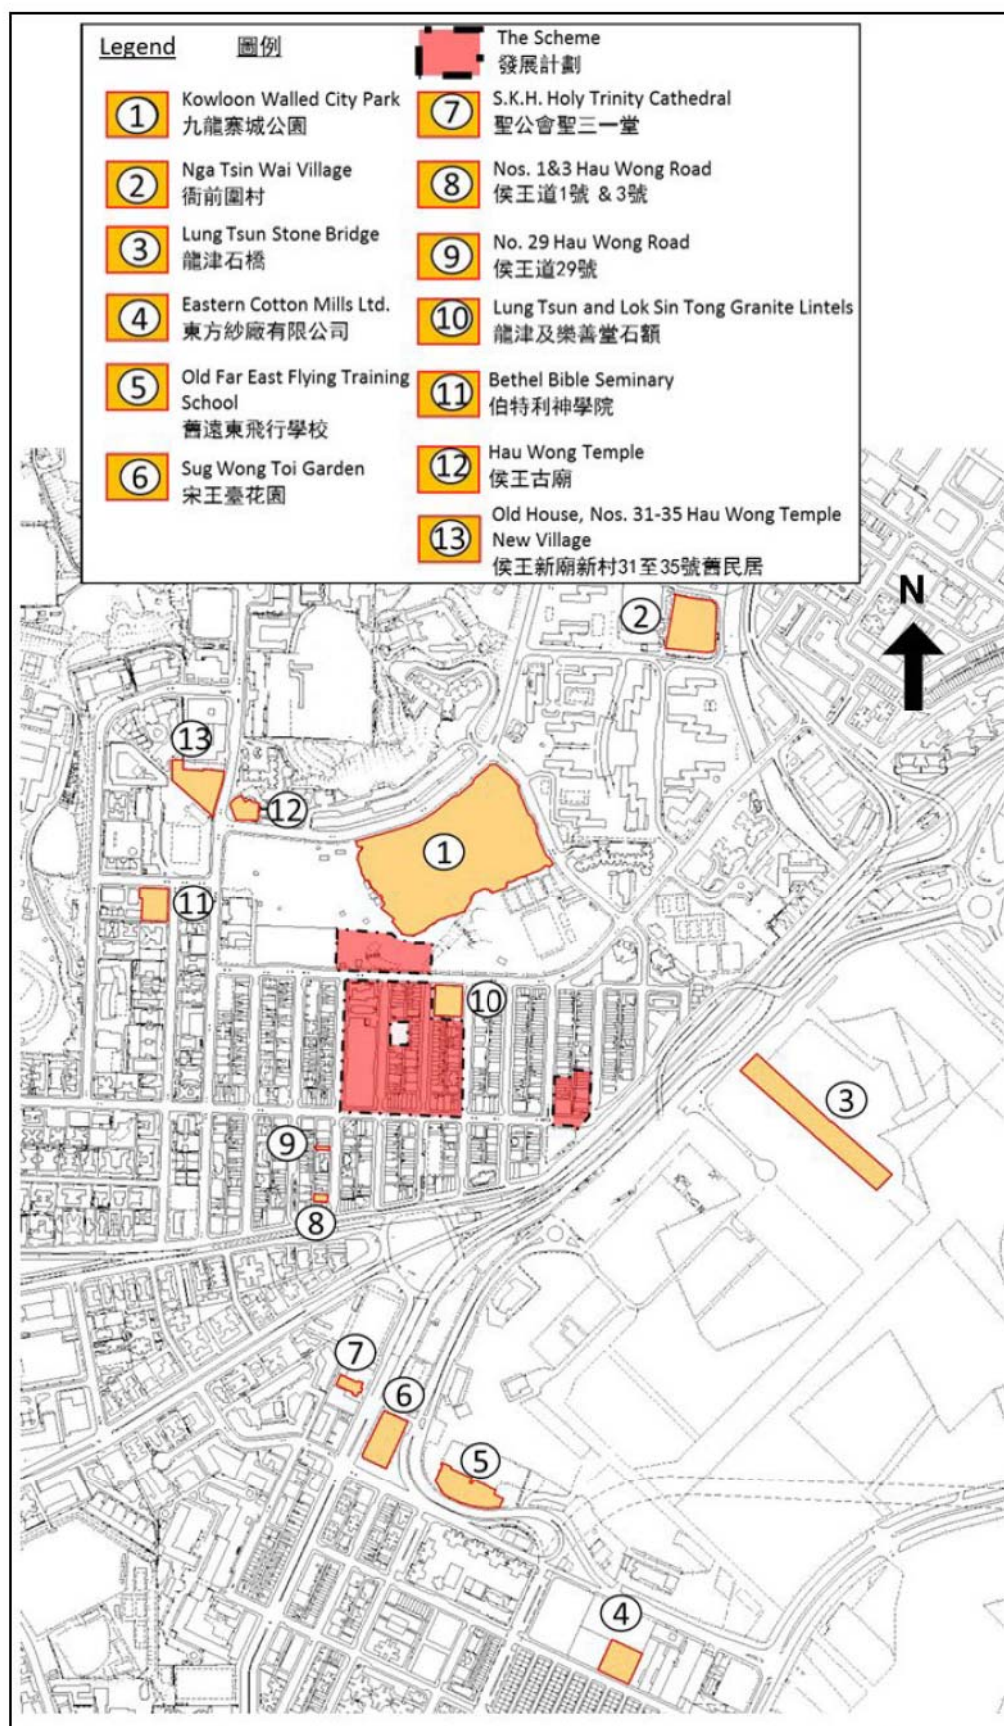 Legend 圖例
1
Kowloon Walled City Park
九龍寨城公園
2
Nga Tsin Wai Village
衙前圍村
3
Lung Tsun Stone Bridge
龍津石橋
4
Eastern Cotton Mills Ltd.
東方紗廠有限公司
5
Old Far East Flying Training
School
舊遠東飛行學校
6
Sug Wong Toi Garden
宋王臺花園
The Scheme
發展計劃
7
S.K.H. Holy Trinity Cathedral
聖公會聖三一堂
8
Nos. 1&3 Hau Wong Road
侯王道1號 & 3號
9
No. 29 Hau Wong Road
侯王道29號
10
Lung Tsun and Lok Sin Tong Granite Lintels
龍津及樂善堂石額
11
Bethel Bible Seminary
伯特利神學院
12
Hau Wong Temple
侯王古廟
13
Old House, Nos. 31-35 Hau Wong Temple
New Village
侯王新廟新村31至35號舊民居
N
2
13
12
1
11
10
3
9
8
7
6
5
4